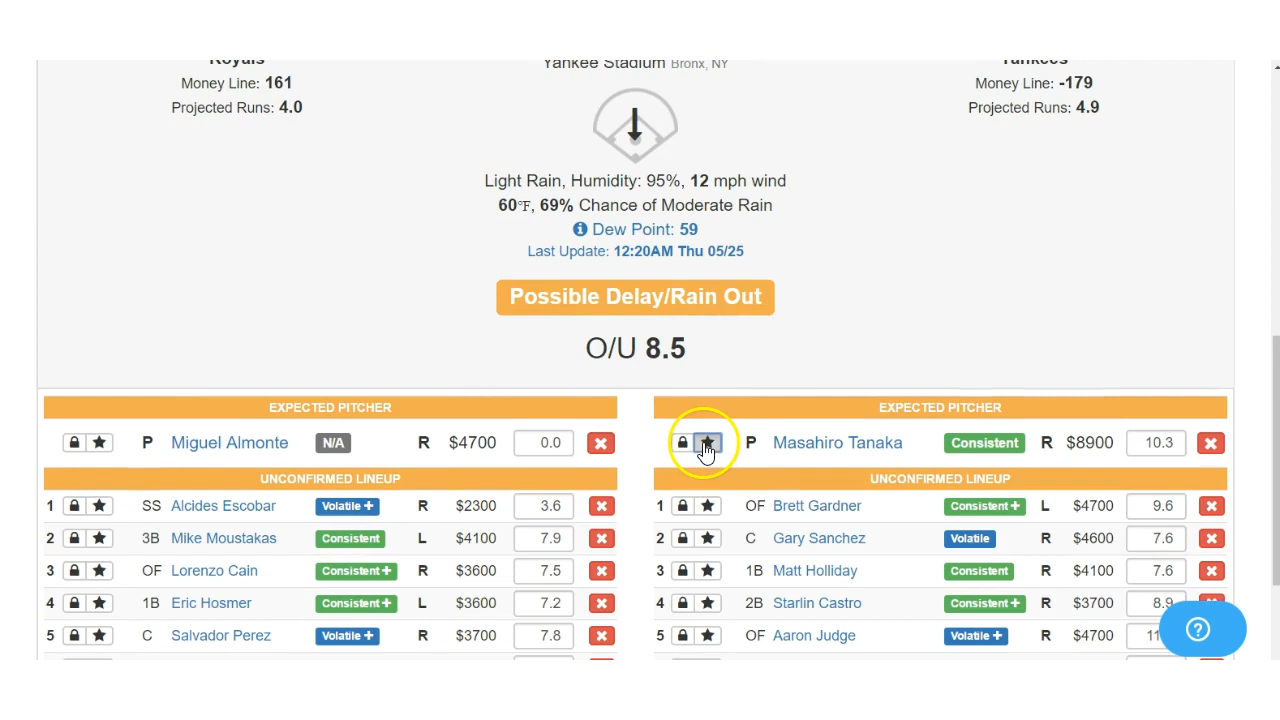 Royals
Money Line: 161
Projected Runs: 4.0
Yankee Stadium Bronx, NY
Yankees
Money Line: -179
Projected Runs: 4.9
Light Rain, Humidity: 95%, 12 mph wind
60°F, 69% Chance of Moderate Rain
Dew Point: 59
Last Update: 12:20AM Thu 05/25
Possible Delay/Rain Out
O/U 8.5
EXPECTED PITCHER
P Miguel Almonte N/A R $4700 0.0
UNCONFIRMED LINEUP
1 SS Alcides Escobar Volatile + R $2300 3.6
2 3B Mike Moustakas Consistent L $4100 7.9
3 OF Lorenzo Cain Consistent + R $3600 7.5
4 1B Eric Hosmer Consistent + L $3600 7.2
5 C Salvador Perez Volatile + R $3700 7.8
EXPECTED PITCHER
P Masahiro Tanaka Consistent R $8900 10.3
UNCONFIRMED LINEUP
1 OF Brett Gardner Consistent + L $4700 9.6
2 C Gary Sanchez Volatile R $4600 7.6
3 1B Matt Holliday Consistent R $4100 7.6
4 2B Starlin Castro Consistent + R $3700 8.9
5 OF Aaron Judge Volatile + R $4700